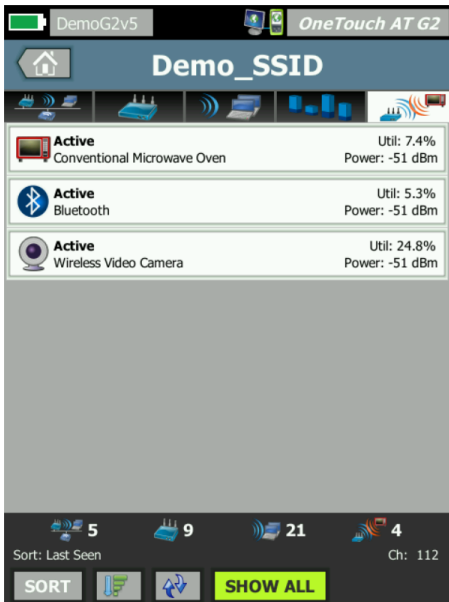 DemoG2v5
OneTouch AT G2
Demo_SSID
Active
Util: 7.4%
Conventional Microwave Oven
Power: -51 dBm
Active
Util: 5.3%
Bluetooth
Power: -51 dBm
Active
Util: 24.8%
Wireless Video Camera
Power: -51 dBm
5
9
21
4
Sort: Last Seen
Ch: 112
SORT
SHOW ALL